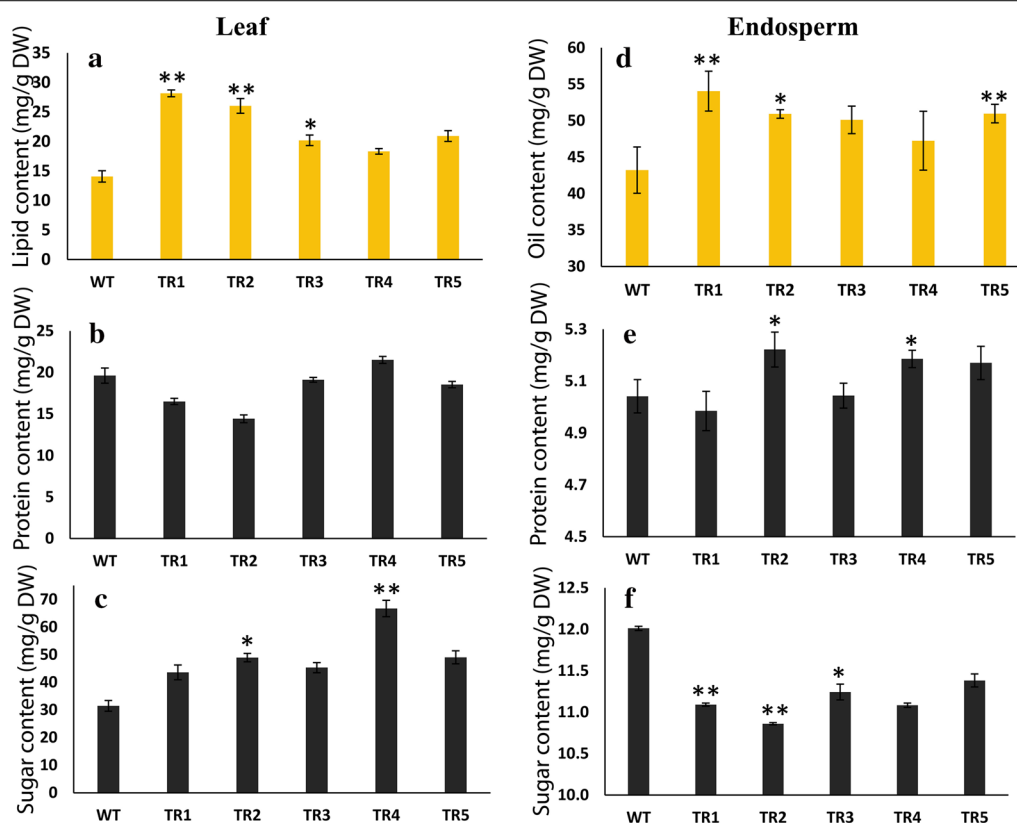 Leaf
a
Lipid content (mg/g DW)
35
30
25
20
15
10
5
0
** ** *
WT TR1 TR2 TR3 TR4 TR5
b
Protein content (mg/g DW)
25
20
15
10
5
0
WT TR1 TR2 TR3 TR4 TR5
c
Sugar content (mg/g DW)
70
60
50
40
30
20
10
0
* **
WT TR1 TR2 TR3 TR4 TR5
Endosperm
d
Oil content (mg/g DW)
60
55
50
45
40
35
30
** * **
WT TR1 TR2 TR3 TR4 TR5
e
Protein content (mg/g DW)
5.3
5.1
4.9
4.7
4.5
* *
WT TR1 TR2 TR3 TR4 TR5
f
Sugar content (mg/g DW)
12.5
12.0
11.5
11.0
10.5
10.0
** ** *
WT TR1 TR2 TR3 TR4 TR5